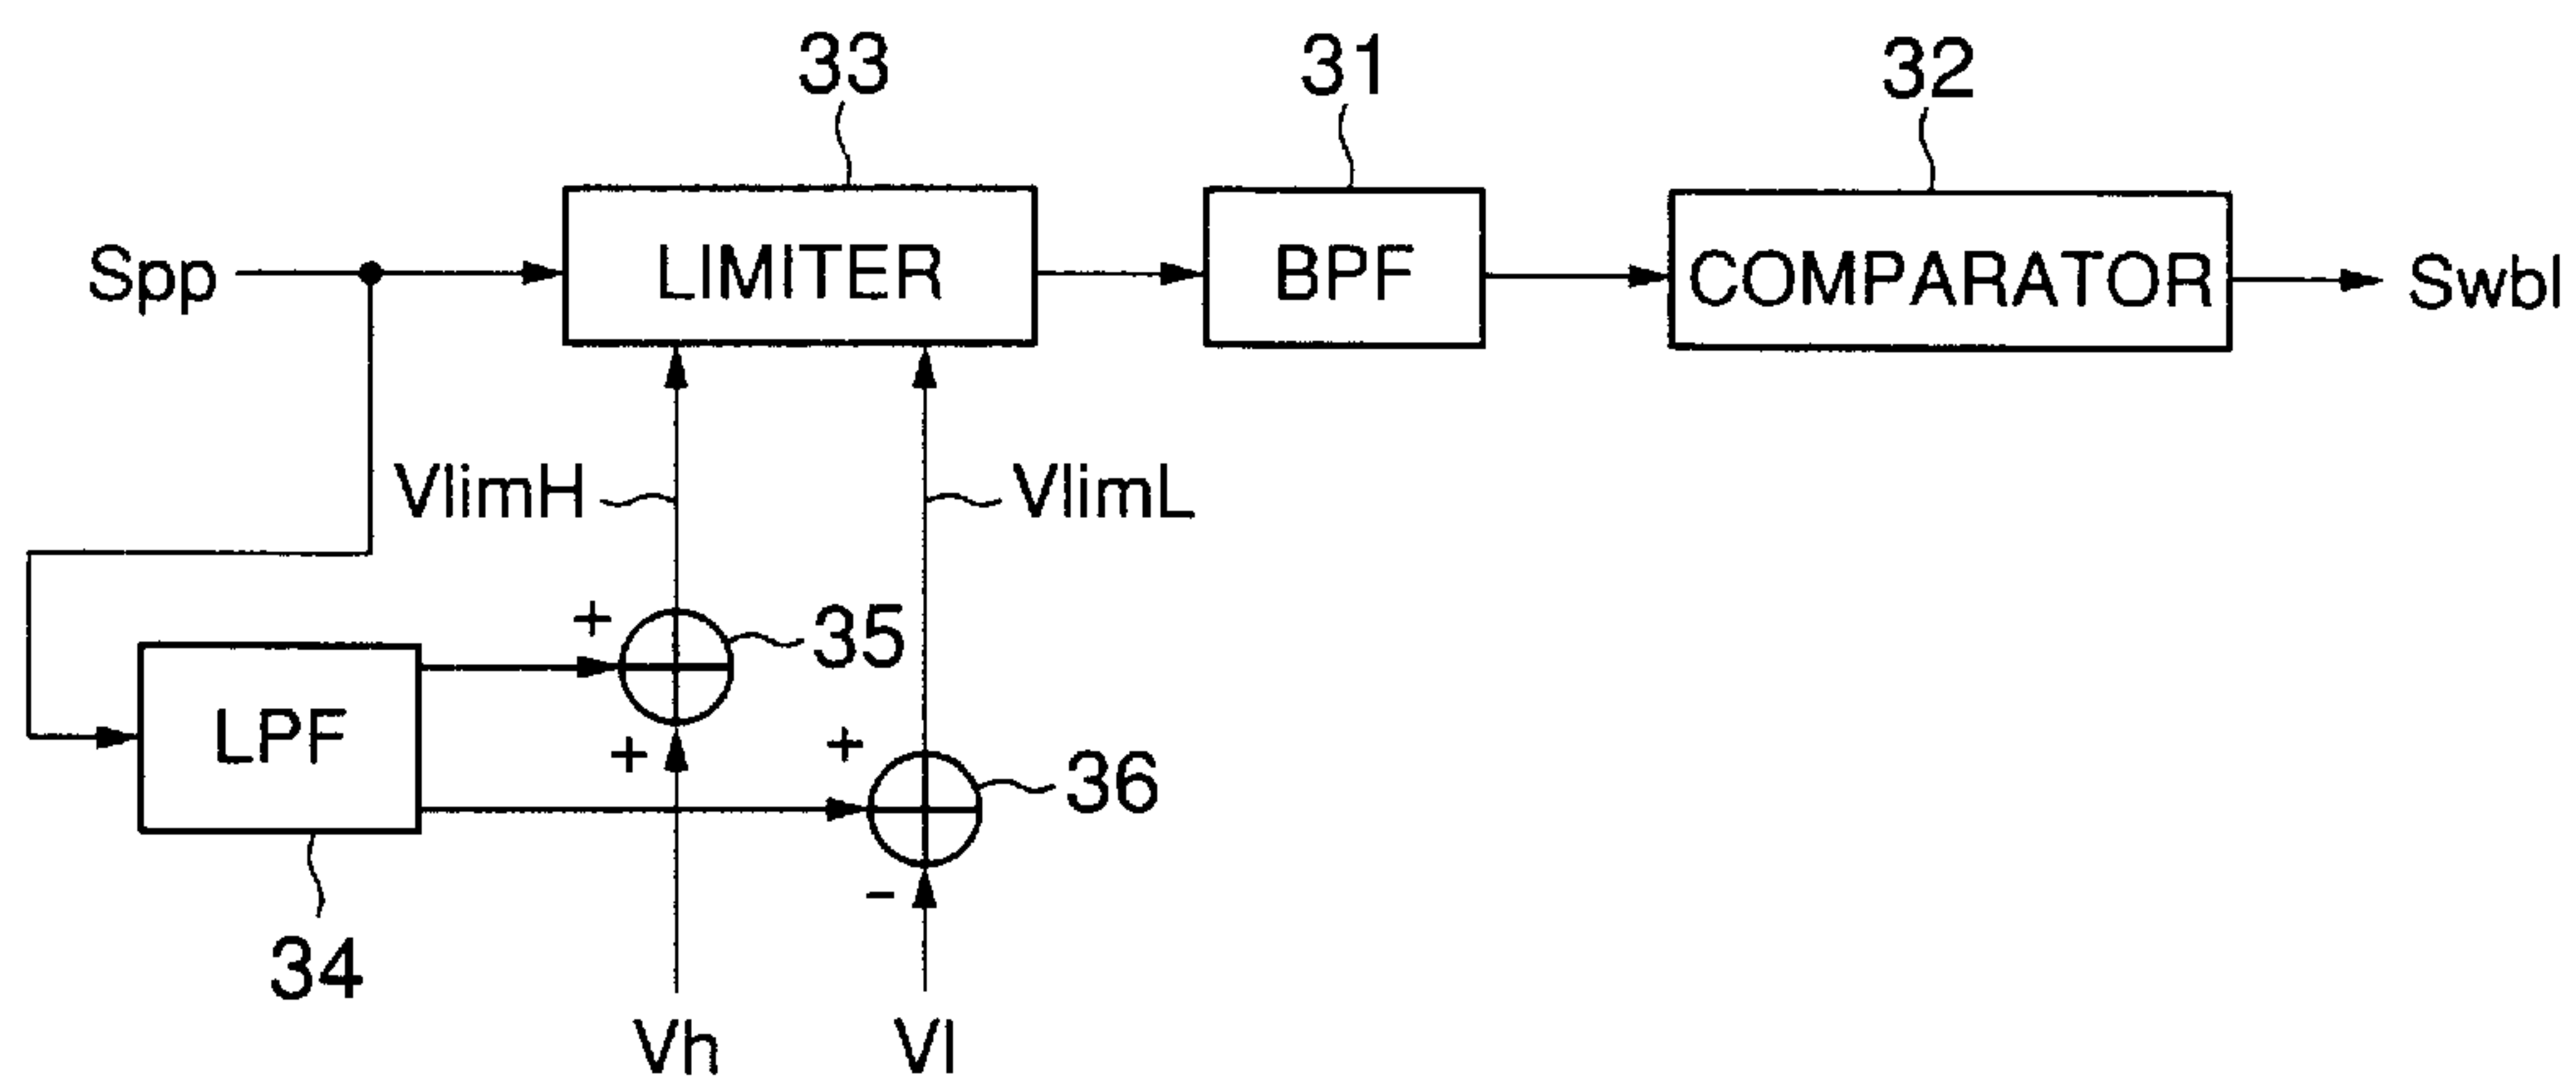 33
31
32
Spp
LIMITER
BPF
COMPARATOR
Swbl
VlimH
VlimL
+
35
LPF
+
+
36
-
34
Vh
Vl